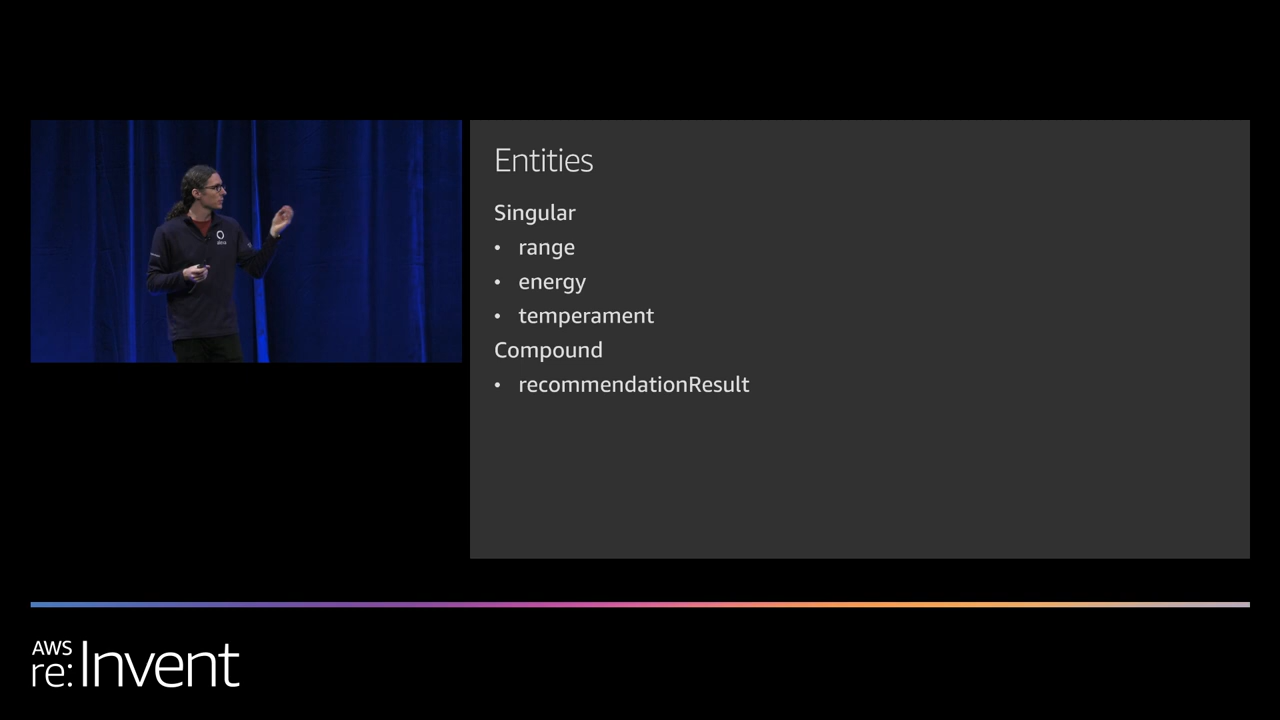 Entities
Singular
• range
• energy
• temperament
Compound
• recommendationResult
AWS
re:Invent